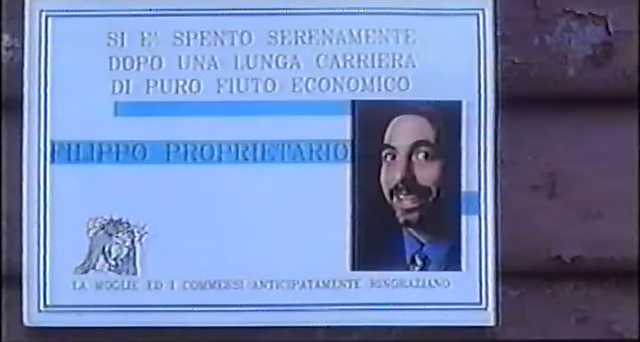 SI E' SPENTO SERENAMENTE
DOPO UNA LUNGA CARRIERA
DI PURO FIUTO ECONOMICO
FILIPPO PROPRIETARIO
LA MOGLIE ED I COMMESSI ANTICIPATAMENTE RINGRAZIANO